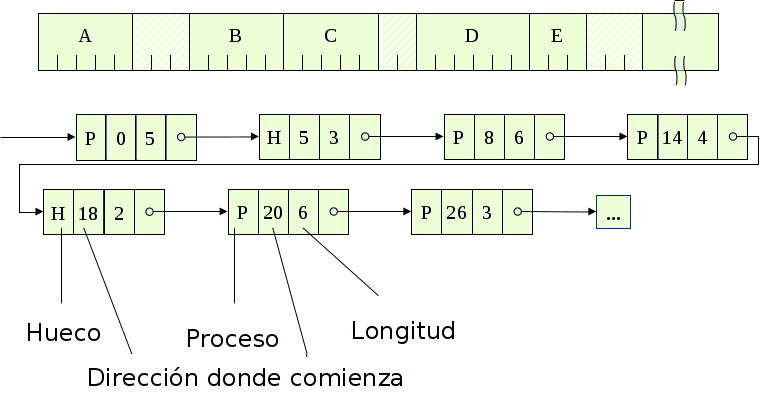 A B C D E
P 0 5 H 5 3 P 8 6 P 14 4
H 18 2 P 20 6 P 26 3 ...
Hueco Proceso Longitud
Dirección donde comienza